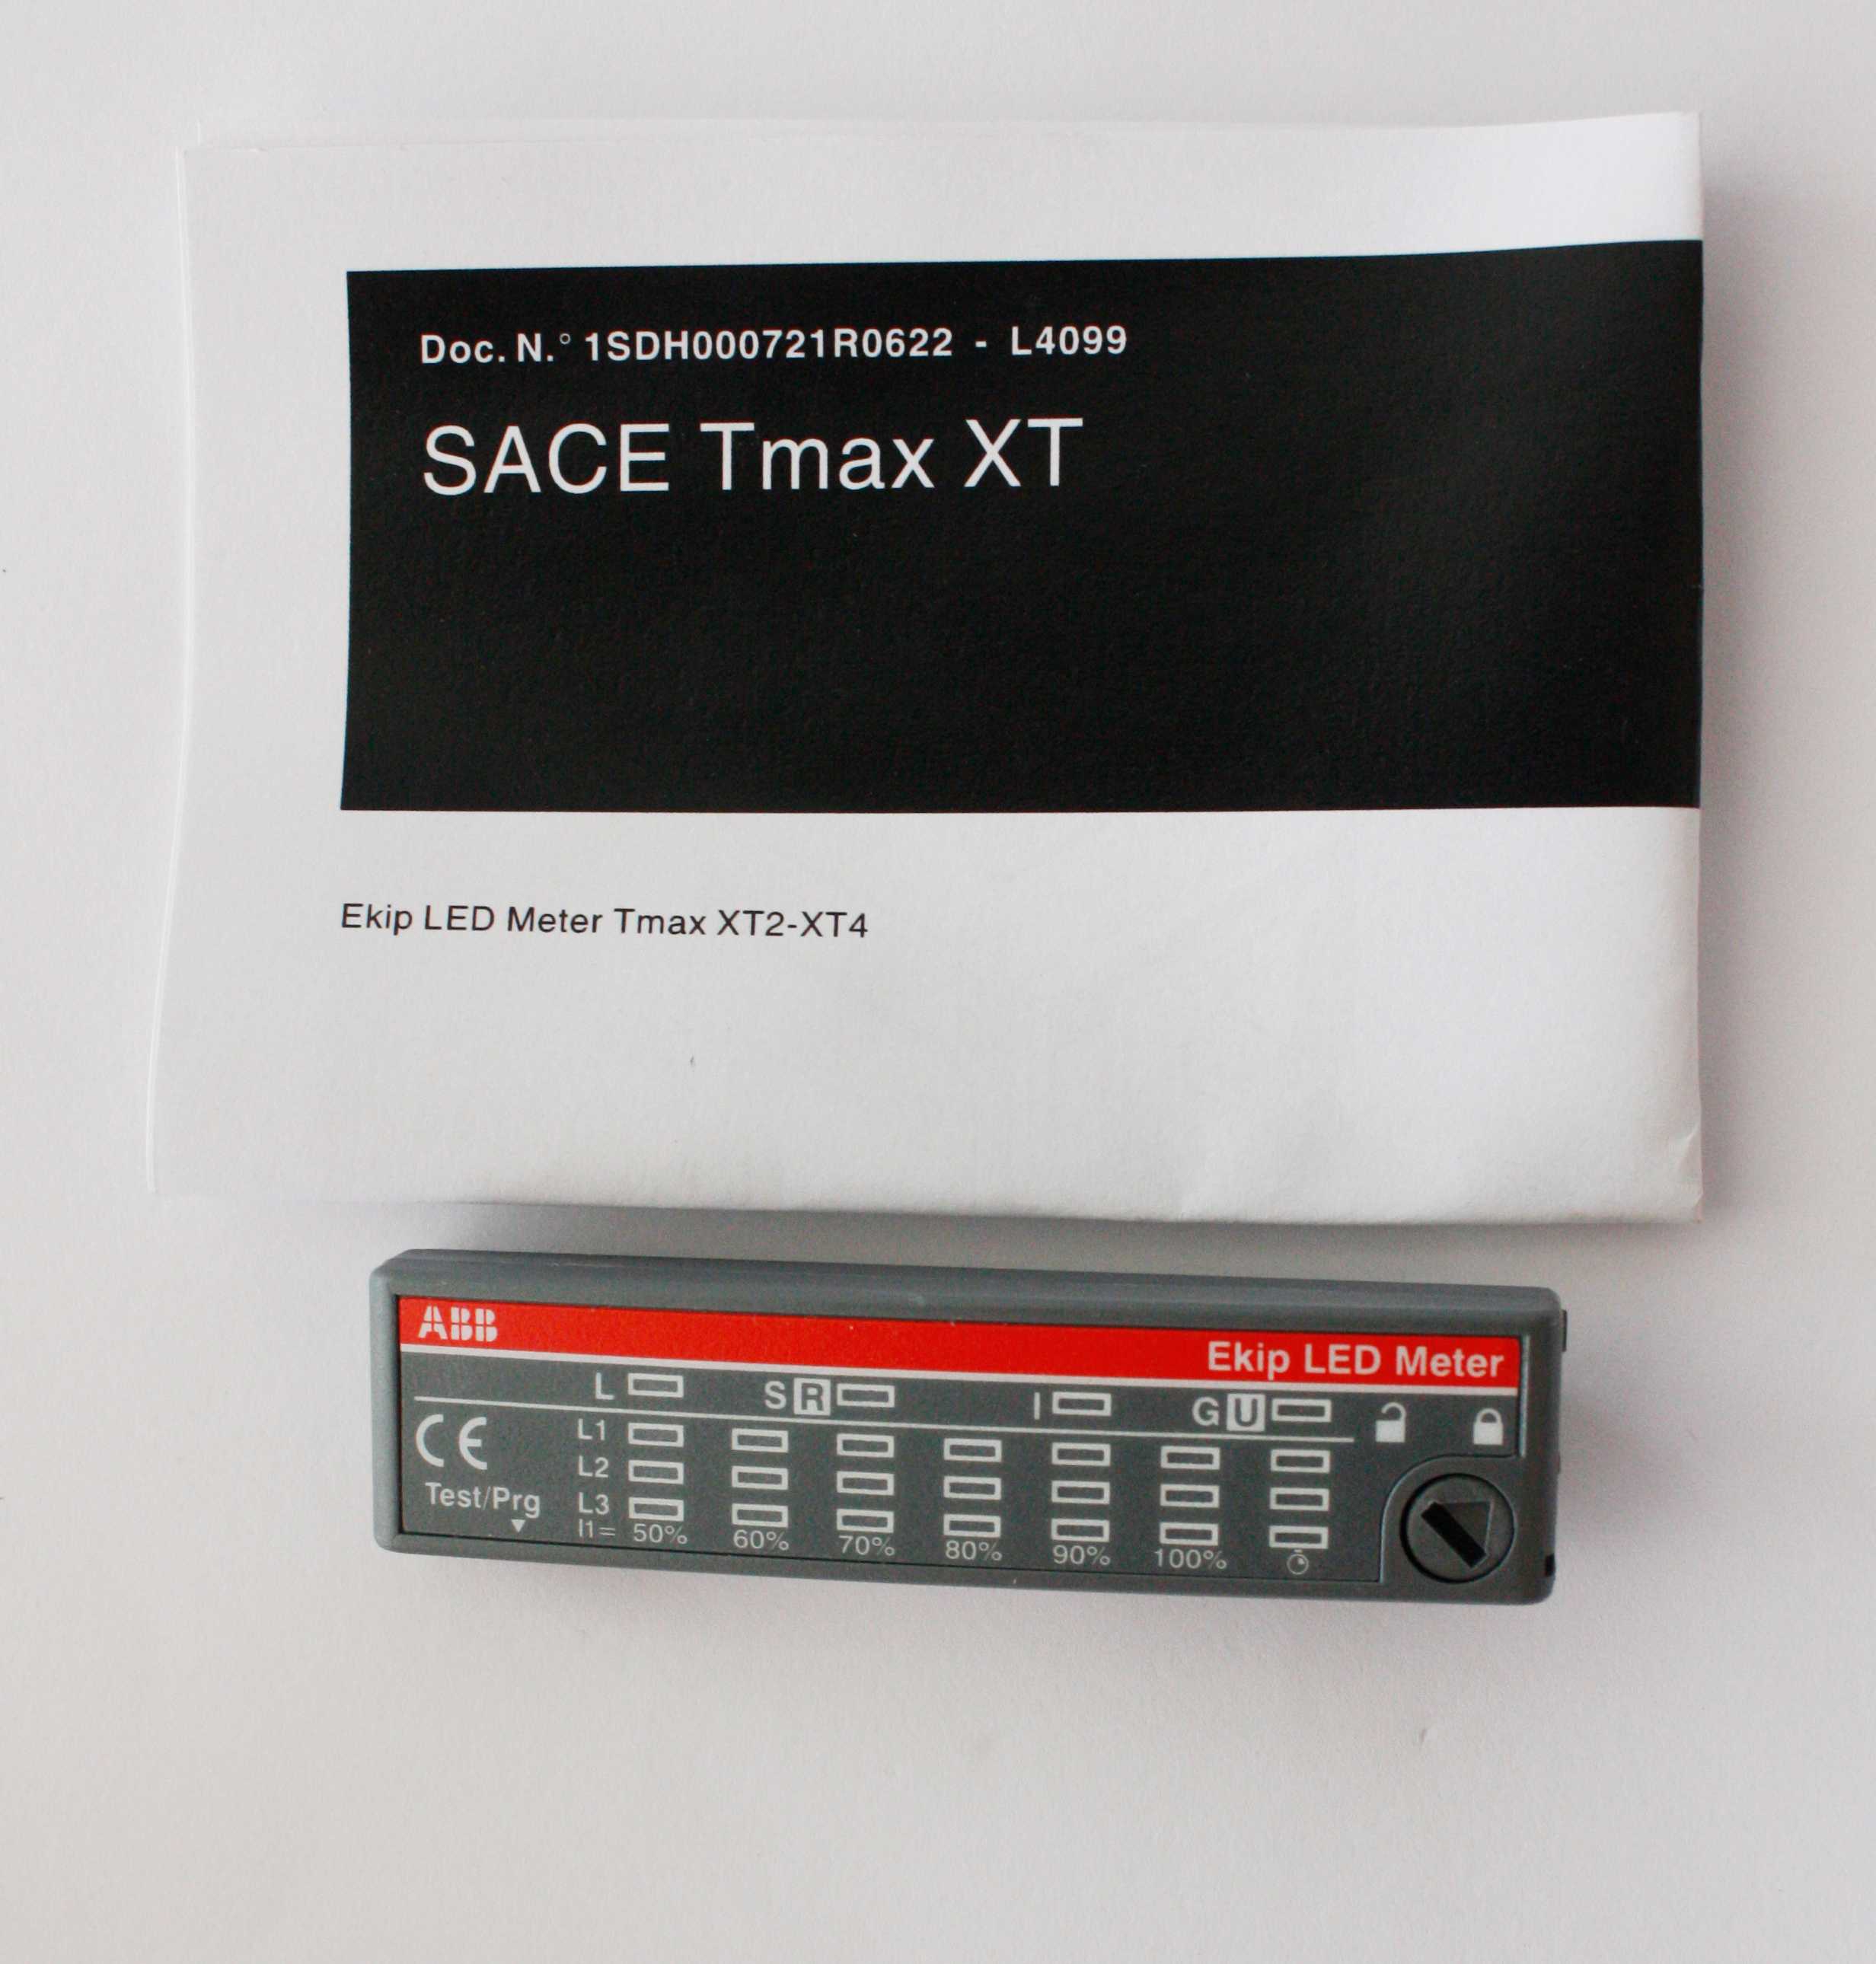 Doc. N.° 1SDH000721R0622 - L4099
SACE Tmax XT
Ekip LED Meter Tmax XT2-XT4
ABB
Ekip LED Meter
L S R I G U
CE
L1
L2
Test/Prg L3
I1= 50% 60% 70% 80% 90% 100%